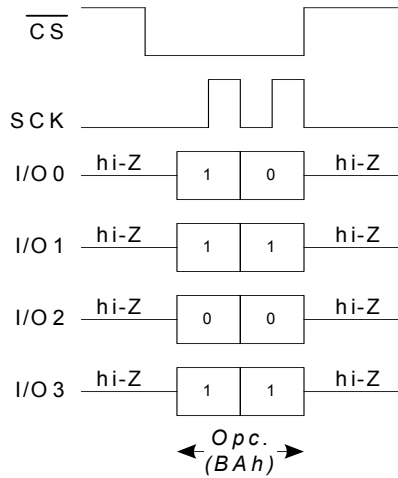 CS
SCK
I/O 0 hi-Z 1 0 hi-Z
I/O 1 hi-Z 1 1 hi-Z
I/O 2 hi-Z 0 0 hi-Z
I/O 3 hi-Z 1 1 hi-Z
Opc.
(BAh)